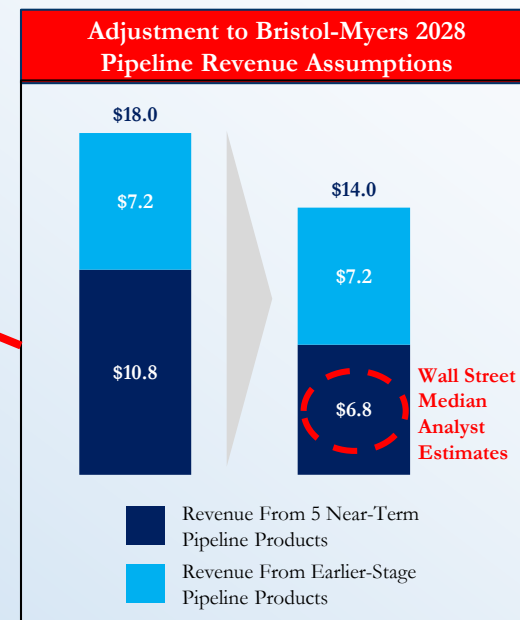 Adjustment to Bristol-Myers 2028
Pipeline Revenue Assumptions
$18.0
$7.2
$10.8
$14.0
$7.2
$6.8
Wall Street
Median
Analyst
Estimates
Revenue From 5 Near-Term
Pipeline Products
Revenue From Earlier-Stage
Pipeline Products